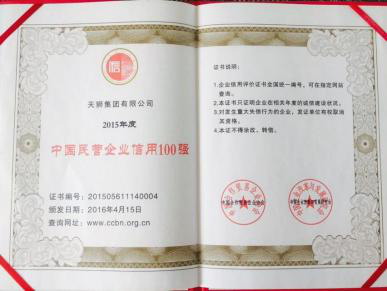 信
天狮集团有限公司
2015年度
中国民营企业信用100强
证书编号：201505611140004
颁发日期：2016年4月15日
查询网址：www.ccbn.org.cn
证书说明：
1.企业信用评价证书全国统一编号，可在指定网站
查询。
2.本证书只证明企业在相关年度的诚信建设状况。
3.对发生重大失信行为的企业，发证单位有权取消
其资格。
4.本证不得涂改、转借。